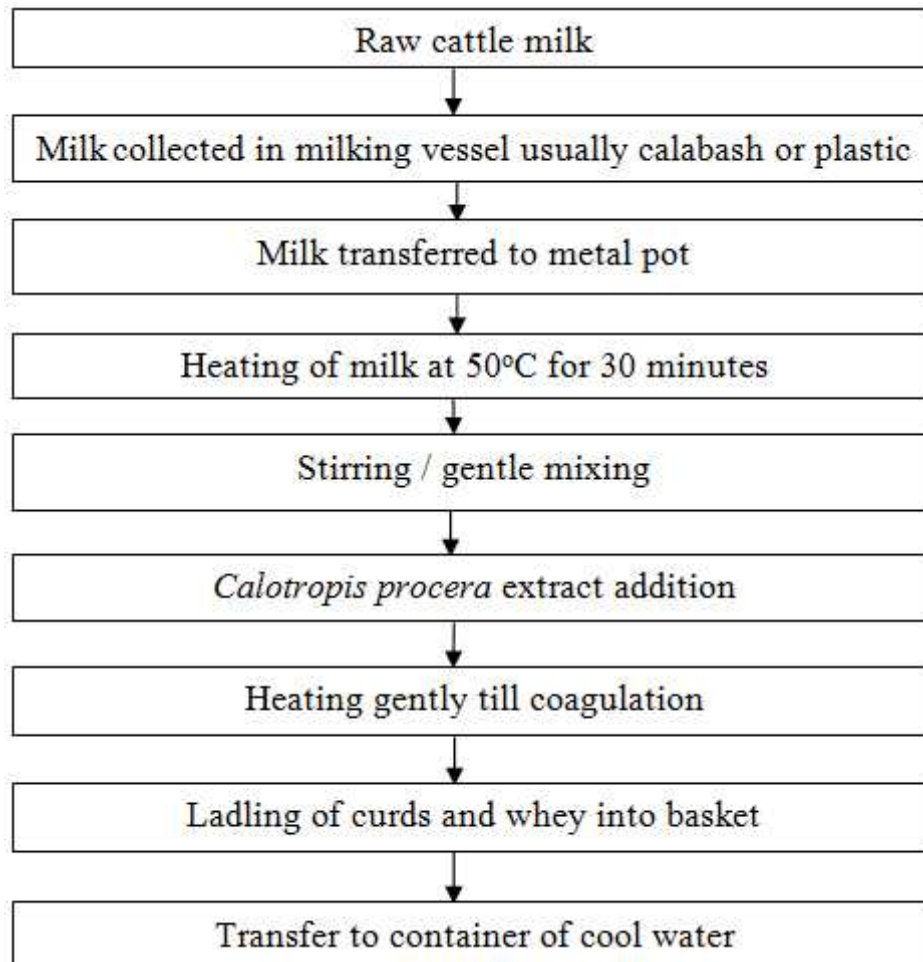 Raw cattle milk
Milk collected in milking vessel usually calabash or plastic
Milk transferred to metal pot
Heating of milk at 50°C for 30 minutes
Stirring / gentle mixing
Calotropis procera extract addition
Heating gently till coagulation
Ladling of curds and whey into basket
Transfer to container of cool water